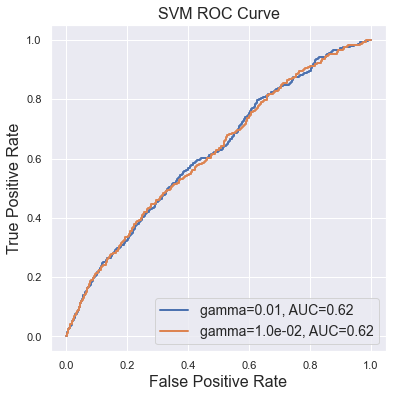 SVM ROC Curve
True Positive Rate
1.0
0.8
0.6
0.4
0.2
0.0
gamma=0.01, AUC=0.62
gamma=1.0e-02, AUC=0.62
0.0 0.2 0.4 0.6 0.8 1.0
False Positive Rate